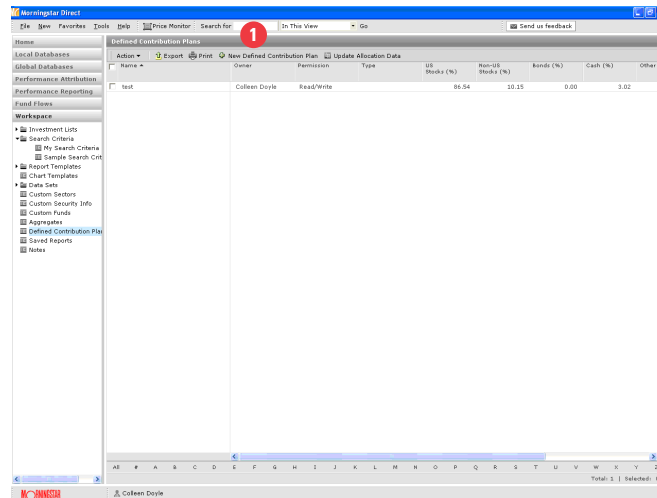 Morningstar Direct
File New Favorites Tools Help Price Monitor Search for In This View Go Send us feedback
1
Home
Local Databases
Global Databases
Performance Attribution
Performance Reporting
Fund Flows
Workspace
Investment Lists
Search Criteria
My Search Criteria
Sample Search Crit
Report Templates
Chart Templates
Data Sets
Custom Sectors
Custom Security Info
Custom Funds
Aggregates
Defined Contribution Plan
Saved Reports
Notes
Defined Contribution Plans
Action Export Print New Defined Contribution Plan Update Allocation Data
Name Owner Permission Type US Stocks (%) Non-US Stocks (%) Bonds (%) Cash (%) Other
test Colleen Doyle Read/Write 86.54 10.15 0.00 3.02
All # A B C D E F G H I J K L M N O P Q R S T U V W X Y Z
Total: 1 | Selected:
MORNINGSTAR Colleen Doyle